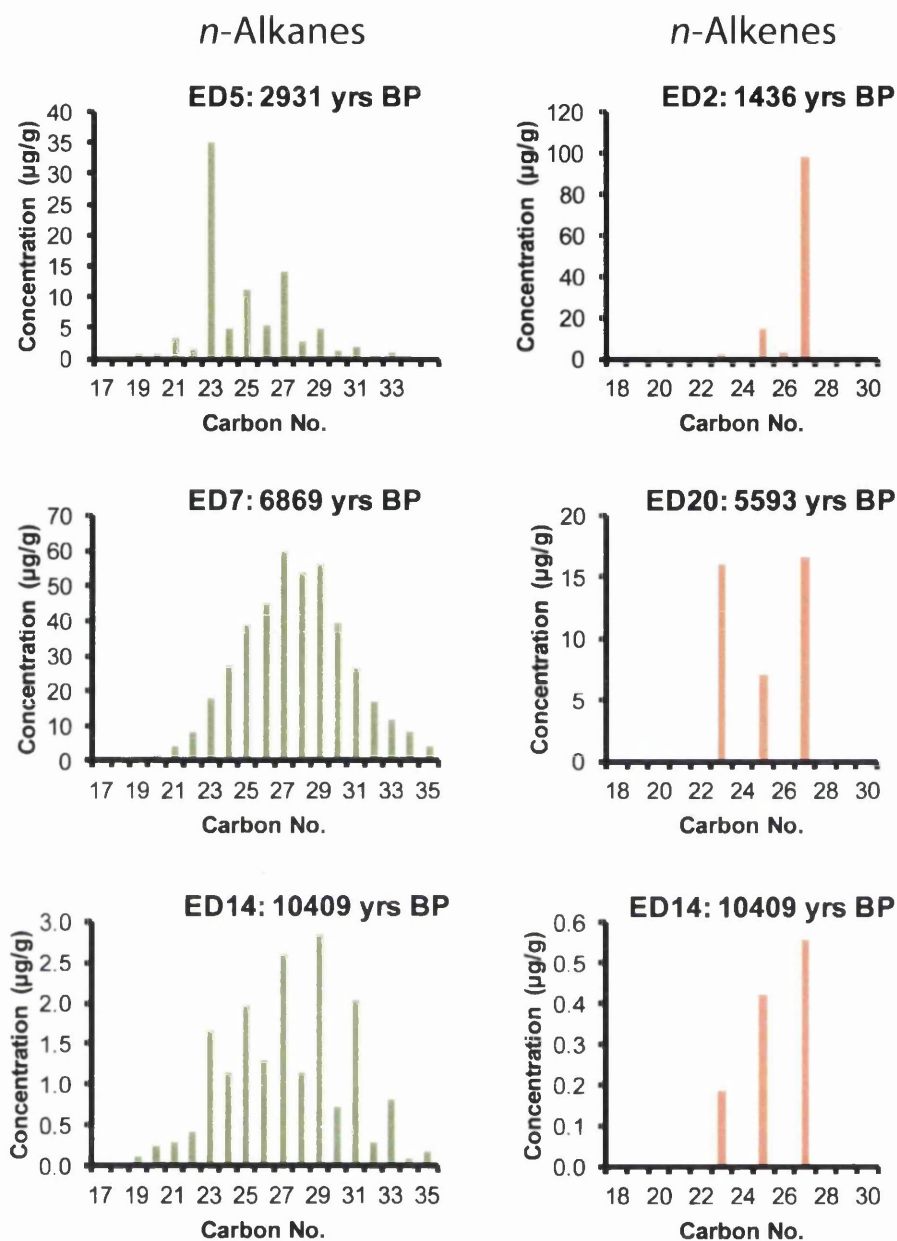 n-Alkanes
n-Alkenes
ED5: 2931 yrs BP
Concentration (µg/g)
40
35
30
25
20
15
10
5
0
17 19 21 23 25 27 29 31 33
Carbon No.
ED2: 1436 yrs BP
Concentration (µg/g)
120
100
80
60
40
20
0
18 20 22 24 26 28 30
Carbon No.
ED7: 6869 yrs BP
Concentration (µg/g)
70
60
50
40
30
20
10
0
17 19 21 23 25 27 29 31 33 35
Carbon No.
ED20: 5593 yrs BP
Concentration (µg/g)
20
15
10
5
0
18 20 22 24 26 28 30
Carbon No.
ED14: 10409 yrs BP
Concentration (µg/g)
3.0
2.5
2.0
1.5
1.0
0.5
0.0
17 19 21 23 25 27 29 31 33 35
Carbon No.
ED14: 10409 yrs BP
Concentration (µg/g)
0.6
0.5
0.4
0.3
0.2
0.1
0.0
18 20 22 24 26 28 30
Carbon No.